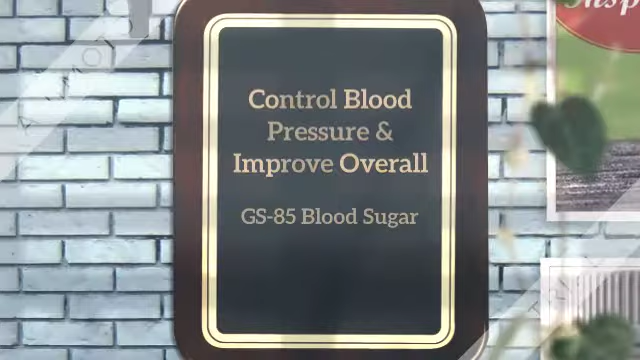 Control Blood
Pressure &
Improve Overall
GS-85 Blood Sugar